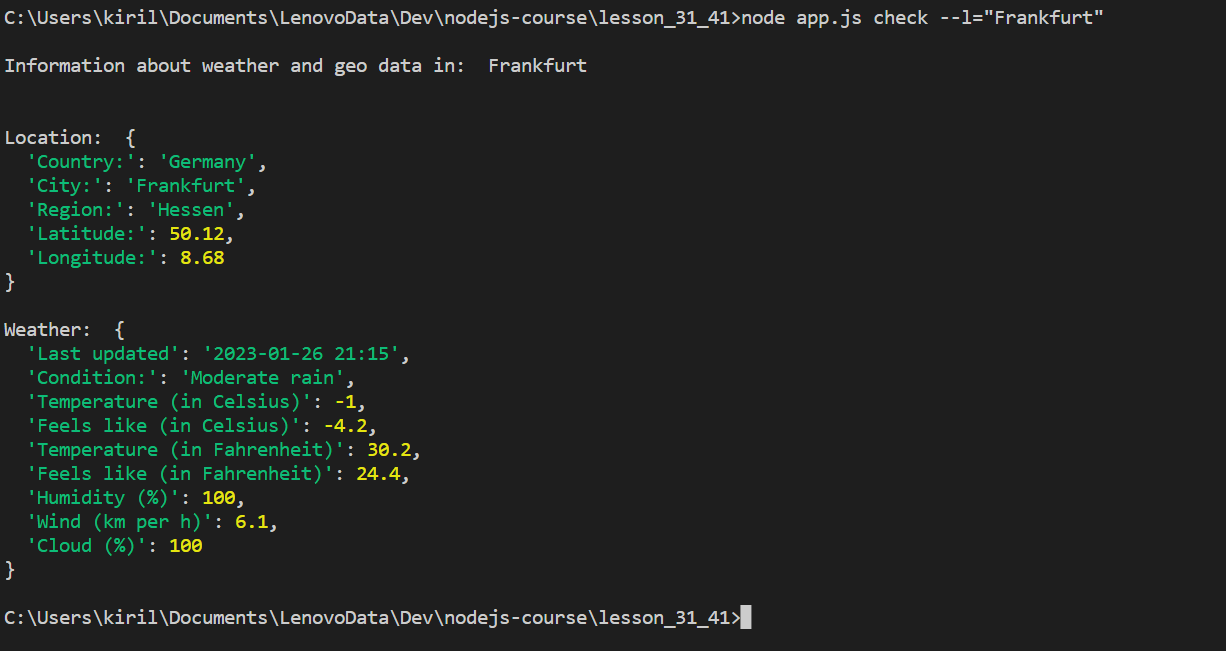 C:\Users\kiril\Documents\LenovoData\Dev\nodejs-course\lesson_31_41>node app.js check --l="Frankfurt"
Information about weather and geo data in:  Frankfurt
Location:  {
  'Country:': 'Germany',
  'City:': 'Frankfurt',
  'Region:': 'Hessen',
  'Latitude:': 50.12,
  'Longitude:': 8.68
}
Weather:  {
  'Last updated': '2023-01-26 21:15',
  'Condition:': 'Moderate rain',
  'Temperature (in Celsius)': -1,
  'Feels like (in Celsius)': -4.2,
  'Temperature (in Fahrenheit)': 30.2,
  'Feels like (in Fahrenheit)': 24.4,
  'Humidity (%)': 100,
  'Wind (km per h)': 6.1,
  'Cloud (%)': 100
}
C:\Users\kiril\Documents\LenovoData\Dev\nodejs-course\lesson_31_41>